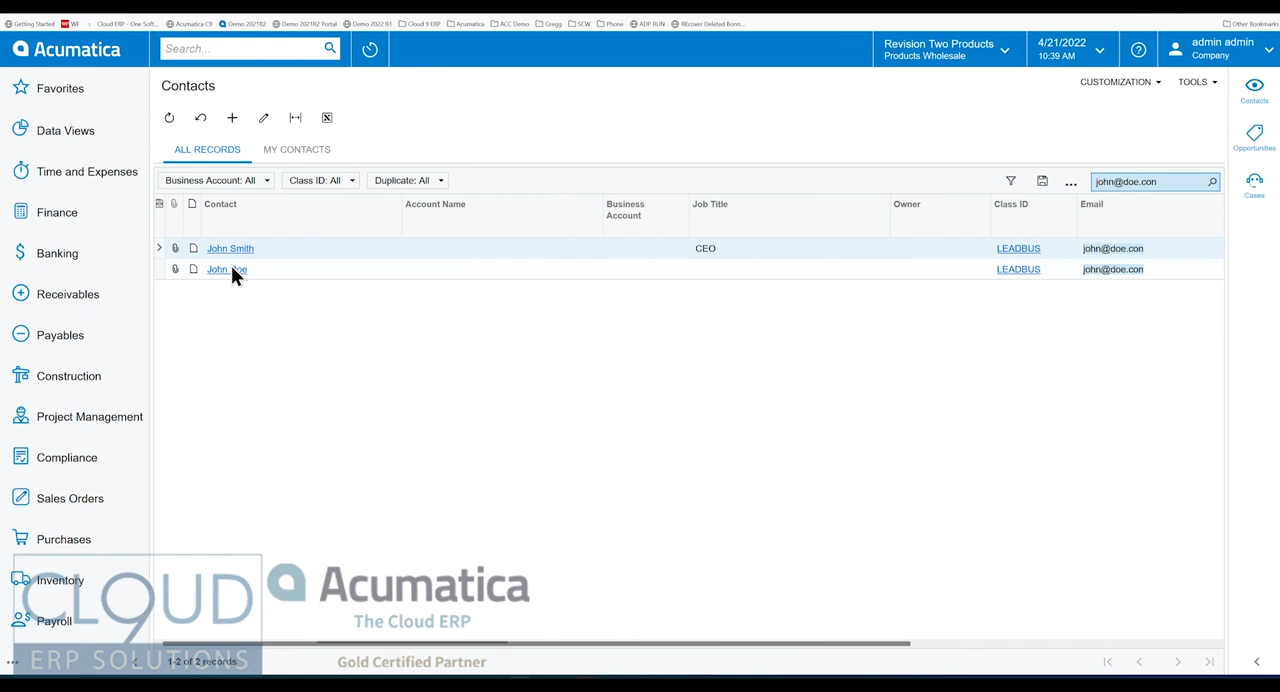 Getting Started WF Cloud ERP - One Soft... Acumatica C9 Demo 2021R2 Demo 2021R2 Portal Demo 2022 R1 Cloud 9 ERP Acumatica ACC Demo Gregg SCW Phone ADP RUN REcover Deleted Bonn... Other Bookmarks
Acumatica
Search...
Revision Two Products
Products Wholesale
4/21/2022
10:39 AM
admin admin
Company
Favorites
Data Views
Time and Expenses
Finance
Banking
Receivables
Payables
Construction
Project Management
Compliance
Sales Orders
Purchases
Inventory
Payroll
Contacts
CUSTOMIZATION TOOLS
ALL RECORDS MY CONTACTS
Business Account: All Class ID: All Duplicate: All john@doe.con
Contact Account Name Business Account Job Title Owner Class ID Email
John Smith CEO LEADBUS john@doe.con
John Doe LEADBUS john@doe.con
1-2 of 2 records
Contacts
Opportunities
Cases
CLOUD 9
ERP SOLUTIONS
Acumatica
The Cloud ERP
Gold Certified Partner